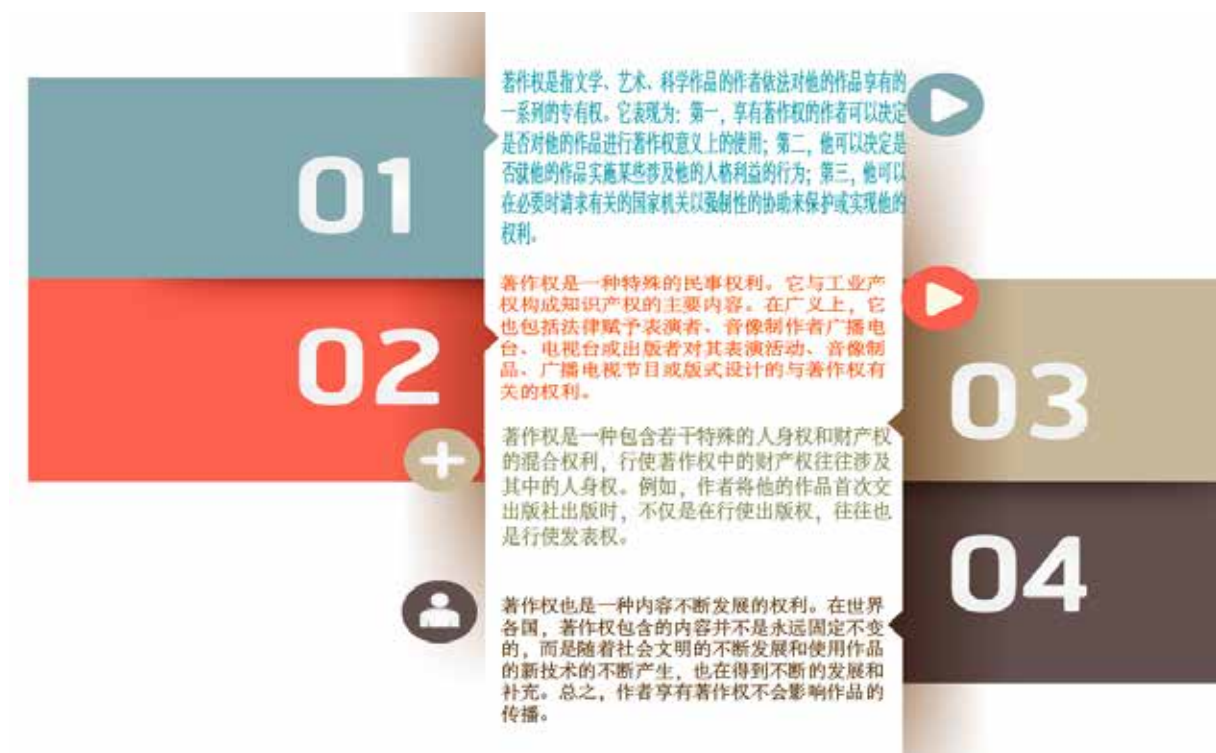 01
著作权是指文学、艺术、科学作品的作者依法对他的作品享有的
一系列的专有权。它表现为：第一，享有著作权的作者可以决定
是否对他的作品进行著作权意义上的使用；第二，他可以决定是
否就他的作品实施某些涉及他的人格利益的行为；第三，他可以
在必要时请求有关的国家机关以强制性的协助来保护或实现他的
权利。
02
著作权是一种特殊的民事权利。它与工业产
权构成知识产权的主要内容。在广义上，它
也包括法律赋予表演者、音像制作者广播电
台、电视台或出版者对其表演活动、音像制
品、广播电视节目或版式设计的与著作权有
关的权利。
03
著作权是一种包含若干特殊的人身权和财产权
的混合权利，行使著作权中的财产权往往涉及
其中的人身权。例如，作者将他的作品首次交
出版社出版时，不仅是在行使出版权，往往也
是行使发表权。
04
著作权也是一种内容不断发展的权利。在世界
各国，著作权包含的内容并不是永远固定不变
的，而是随着社会文明的不断发展和使用作品
的新技术的不断产生，也在得到不断的发展和
补充。总之，作者享有著作权不会影响作品的
传播。